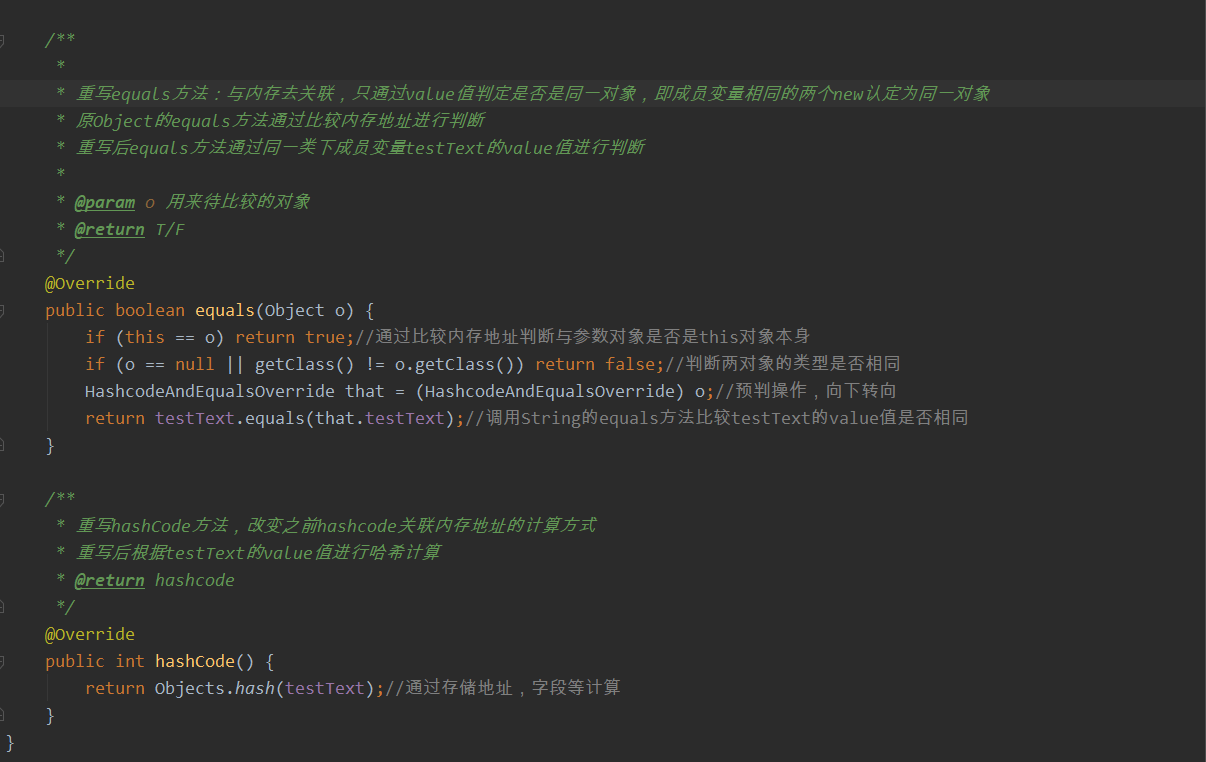 /**
*
* 重写equals方法：与内存去关联，只通过value值判定是否是同一对象，即成员变量相同的两个new认定为同一对象
* 原Object的equals方法通过比较内存地址进行判断
* 重写后equals方法通过同一类下成员变量testText的value值进行判断
*
* @param o 用来待比较的对象
* @return T/F
*/
@Override
public boolean equals(Object o) {
if (this == o) return true;//通过比较内存地址判断与参数对象是否是this对象本身
if (o == null || getClass() != o.getClass()) return false;//判断两对象的类型是否相同
HashcodeAndEqualsOverride that = (HashcodeAndEqualsOverride) o;//预判操作，向下转向
return testText.equals(that.testText);//调用String的equals方法比较testText的value值是否相同
}
/**
* 重写hashCode方法，改变之前hashcode关联内存地址的计算方式
* 重写后根据testText的value值进行哈希计算
* @return hashcode
*/
@Override
public int hashCode() {
return Objects.hash(testText);//通过存储地址，字段等计算
}
}